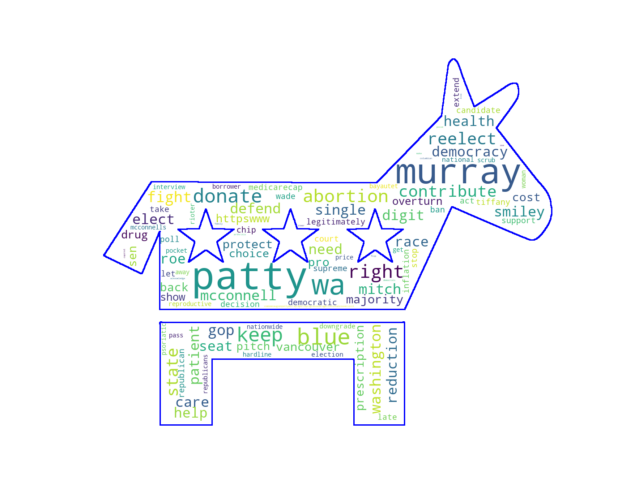 extend
candidate
health
reelect
democracy
national scrub
murray
contribute
interview borrower medicarecap
fight donate wade abortion overturn act tiffany cost
take defend single digit ban smiley
elect httpswww legitimately support
mcconnells rioter chip
drug poll protect court race
sen pocket choice need get stop
roe pro price inflation
let away patty supreme right
back wa mitch
show mcconnell majority
reproductive decision democratic
woman
gop nationwide keep blue downgrade
pass patient seat pitch vancouver
state republican republicans hardline election prescription washington reduction
care
help late